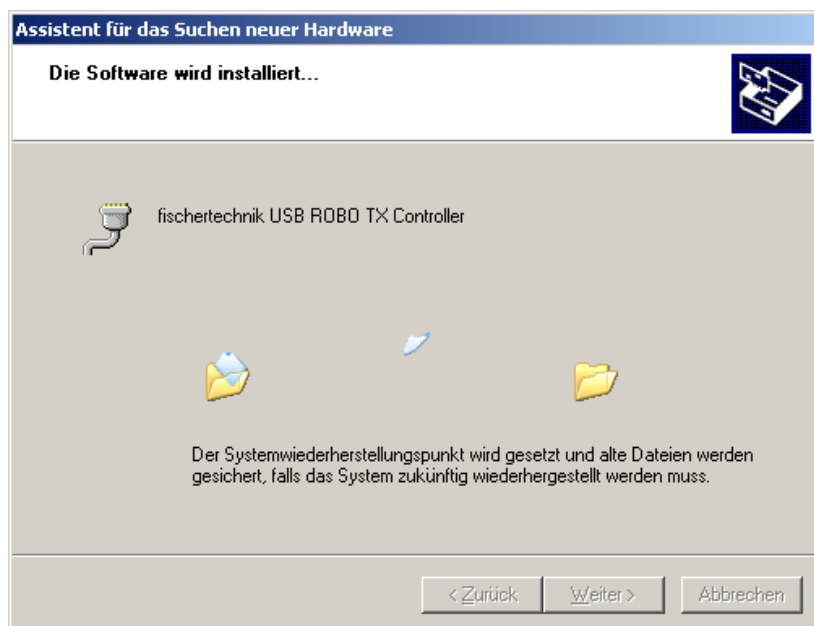 Assistent für das Suchen neuer Hardware
Die Software wird installiert...
fischertechnik USB ROBO TX Controller
Der Systemwiederherstellungspunkt wird gesetzt und alte Dateien werden
gesichert, falls das System zukünftig wiederhergestellt werden muss.
< Zurück Weiter > Abbrechen